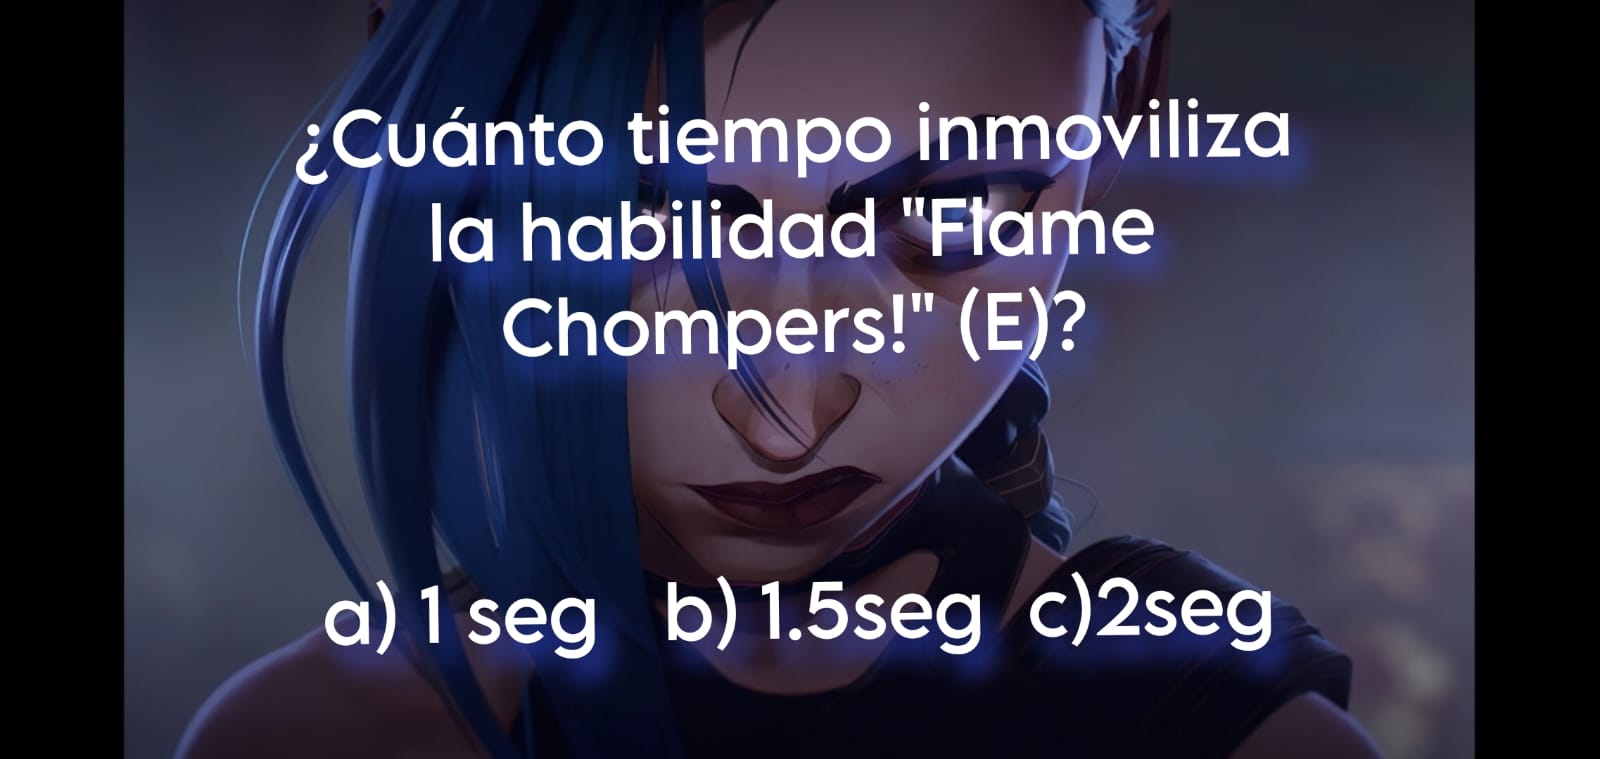 ¿Cuánto tiempo inmoviliza
la habilidad "Flame
Chompers!" (E)?
a) 1 seg b) 1.5seg c)2seg